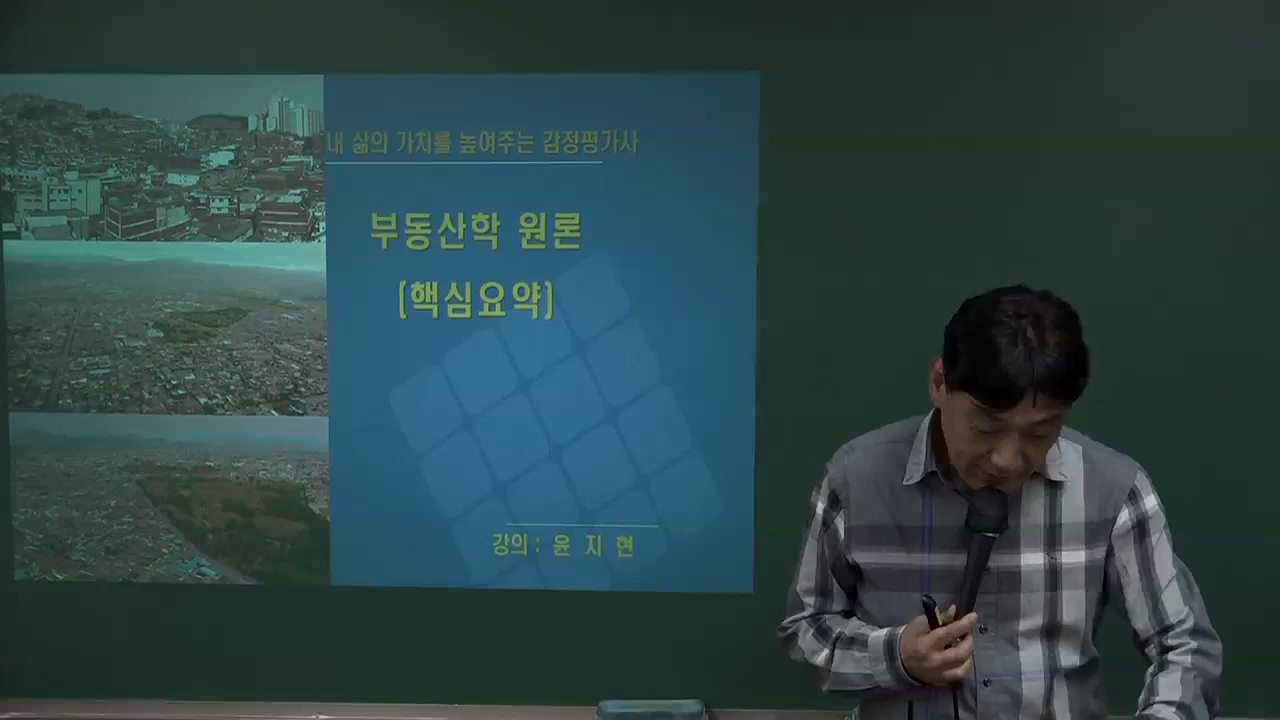 내 삶의 가치를 높여주는 감정평가사
부동산학 원론
[핵심요약]
강의 : 윤 지 현